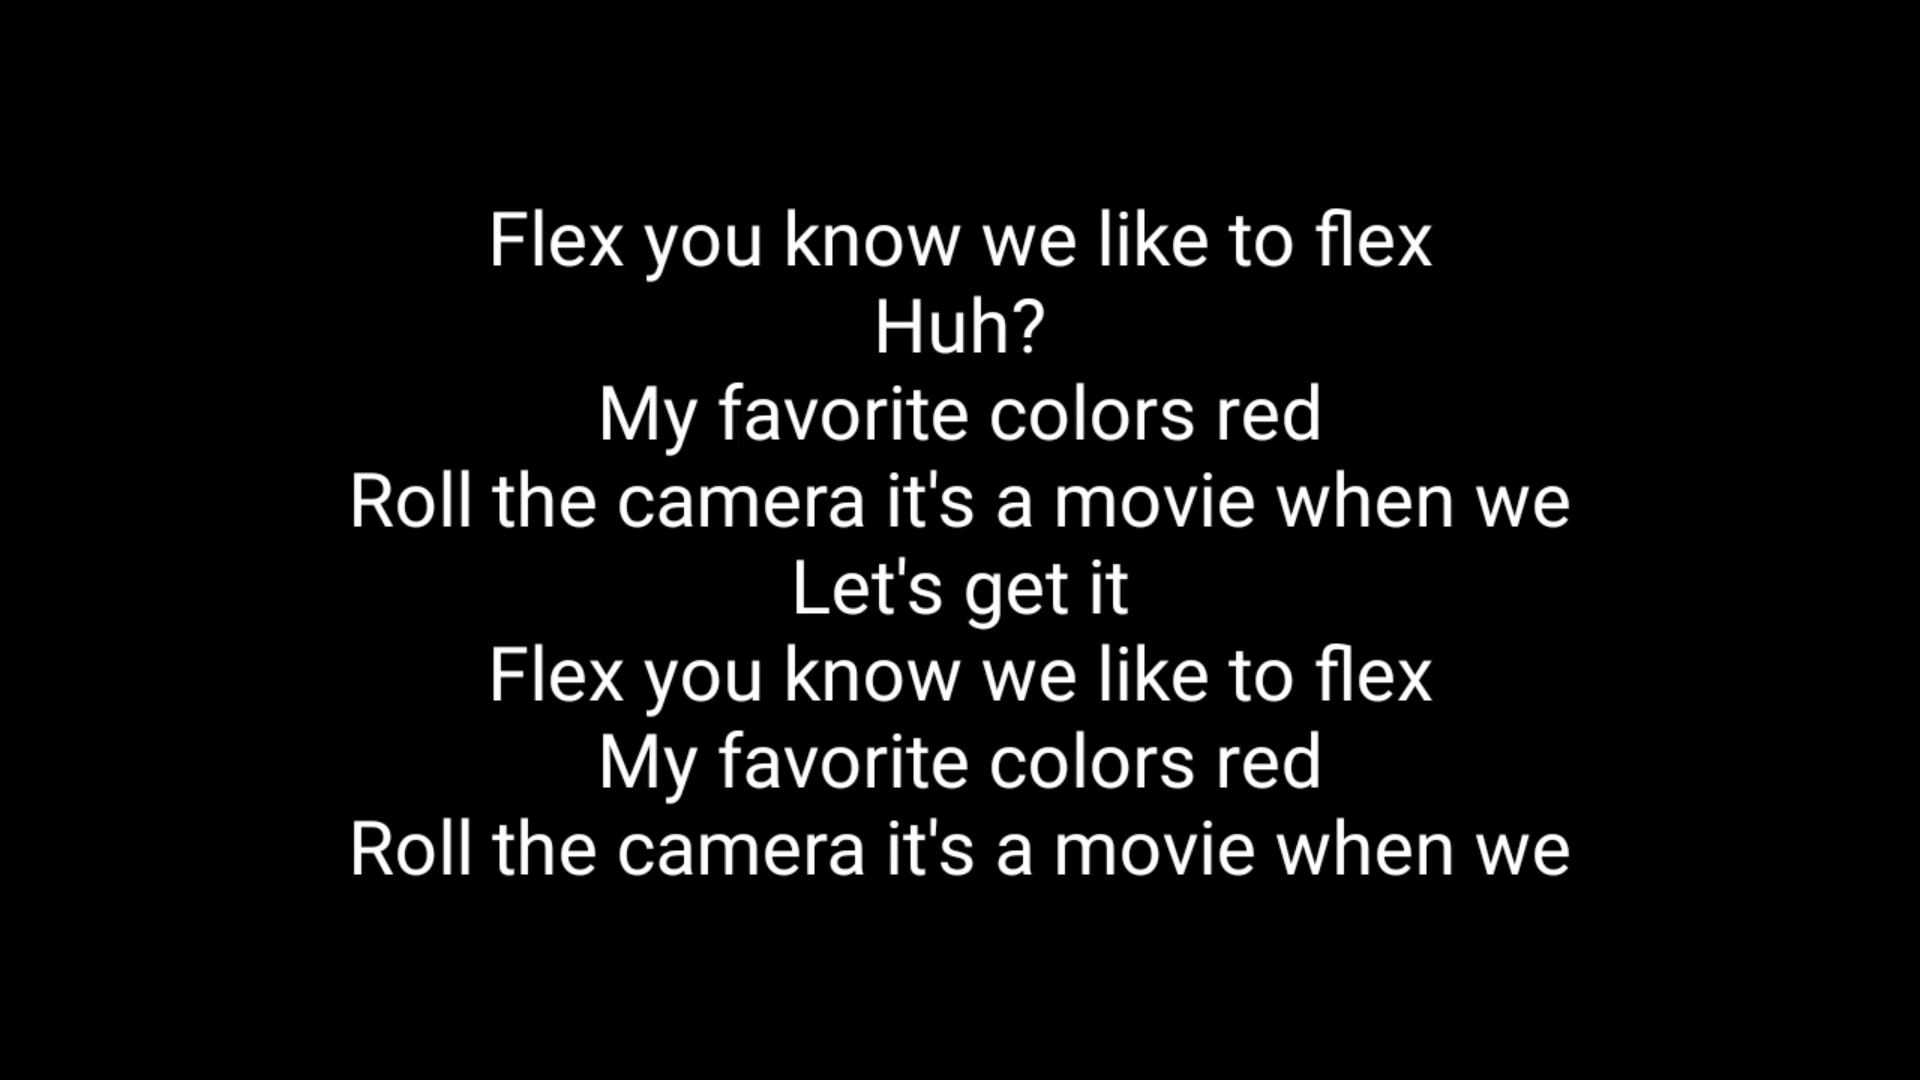 Flex you know we like to flex
Huh?
My favorite colors red
Roll the camera it's a movie when we
Let's get it
Flex you know we like to flex
My favorite colors red
Roll the camera it's a movie when we